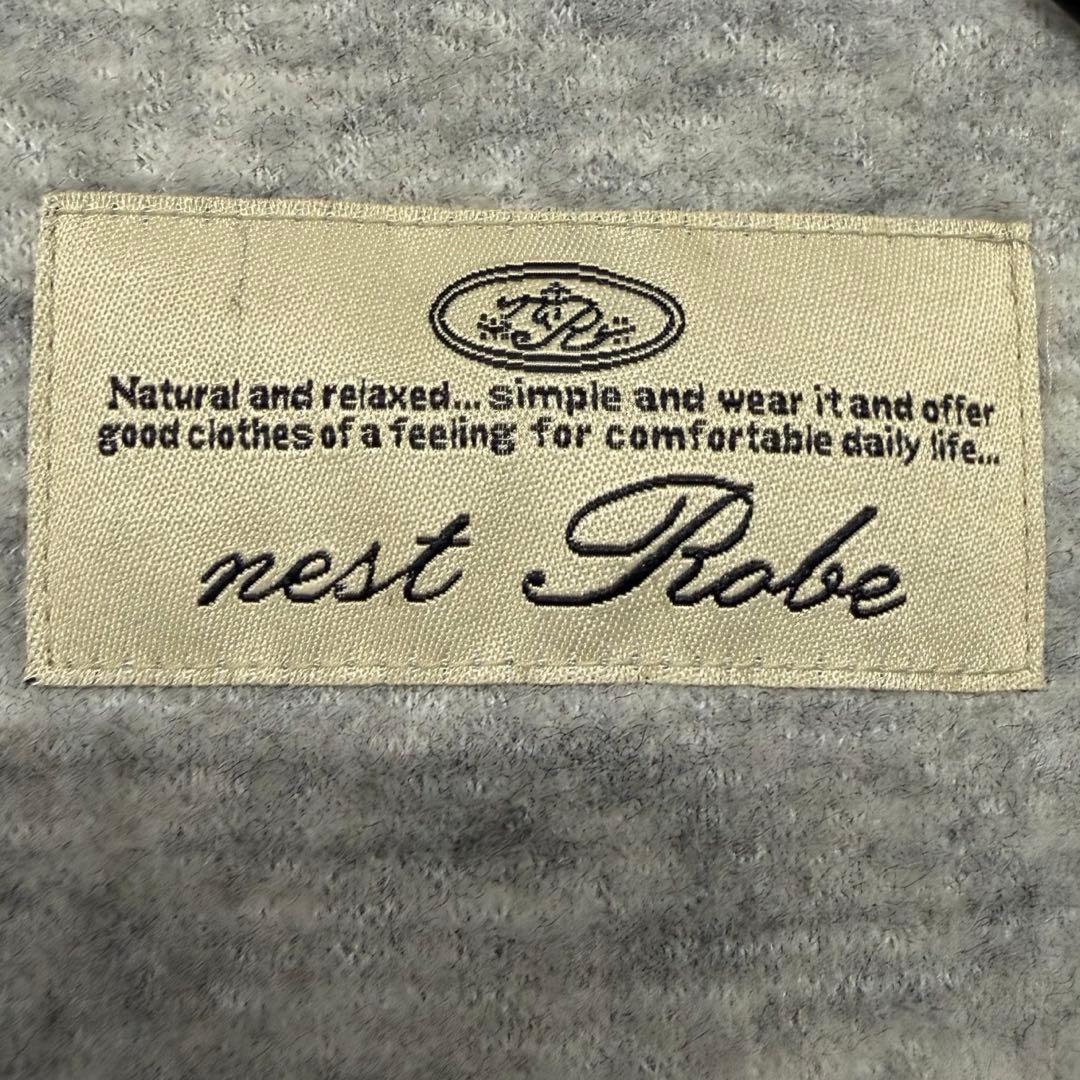 Natural and relaxed... simple and wear it and offer
good clothes of a feeling for comfortable daily life...
nest Robe